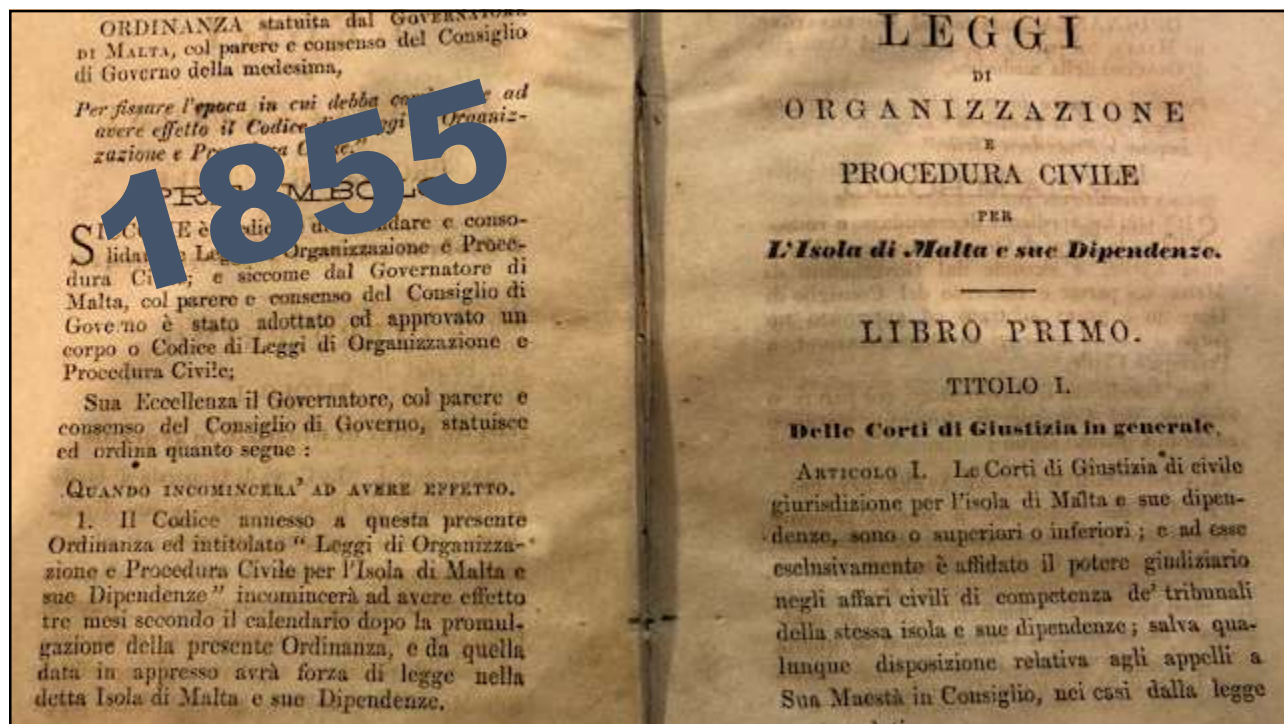 ORDINANZA statuita dal GOVERNATORE
DI MALTA, col parere e consenso del Consiglio
di Governo della medesima,
Per fissare l'epoca in cui debba ad
avere effetto il Codice Organiz-
zazione e
1855
è e conso-
Organizzazione e Proce-
dura e siccome dal Governatore di
Malta, col parere e consenso del Consiglio di
Governo è stato adottato ed approvato un
corpo o Codice di Leggi di Organizzazione e
Procedura Civile;
Sua Eccellenza il Governatore, col parere e
consenso del Consiglio di Governo, statuisce
ed ordina quanto segue :
QUANDO INCOMINCERA' AD AVERE EFFETTO.
1. Il Codice annesso a questa presente
Ordinanza ed intitolato “ Leggi di Organizza-
zione e Procedura Civile per l'Isola di Malta e
sue Dipendenze ” incomincerà ad avere effetto
tre mesi secondo il calendario dopo la promul-
gazione della presente Ordinanza, e da quella
data in appresso avrà forza di legge nella
detta Isola di Malta e sue Dipendenze.
LEGGI
DI
ORGANIZZAZIONE
E
PROCEDURA CIVILE
PER
L'Isola di Malta e sue Dipendenze.
LIBRO PRIMO.
TITOLO I.
Delle Corti di Giustizia in generale.
ARTICOLO I. Le Corti di Giustizia di civile
giurisdizione per l'isola di Malta e sue dipen-
denze, sono o superiori o inferiori ; e ad esse
esclusivamente è affidato il potere giudiziario
negli affari civili di competenza de' tribunali
della stessa isola e sue dipendenze ; salva qua-
lunque disposizione relativa agli appelli a
Sua Maestà in Consiglio, nei casi dalla legge